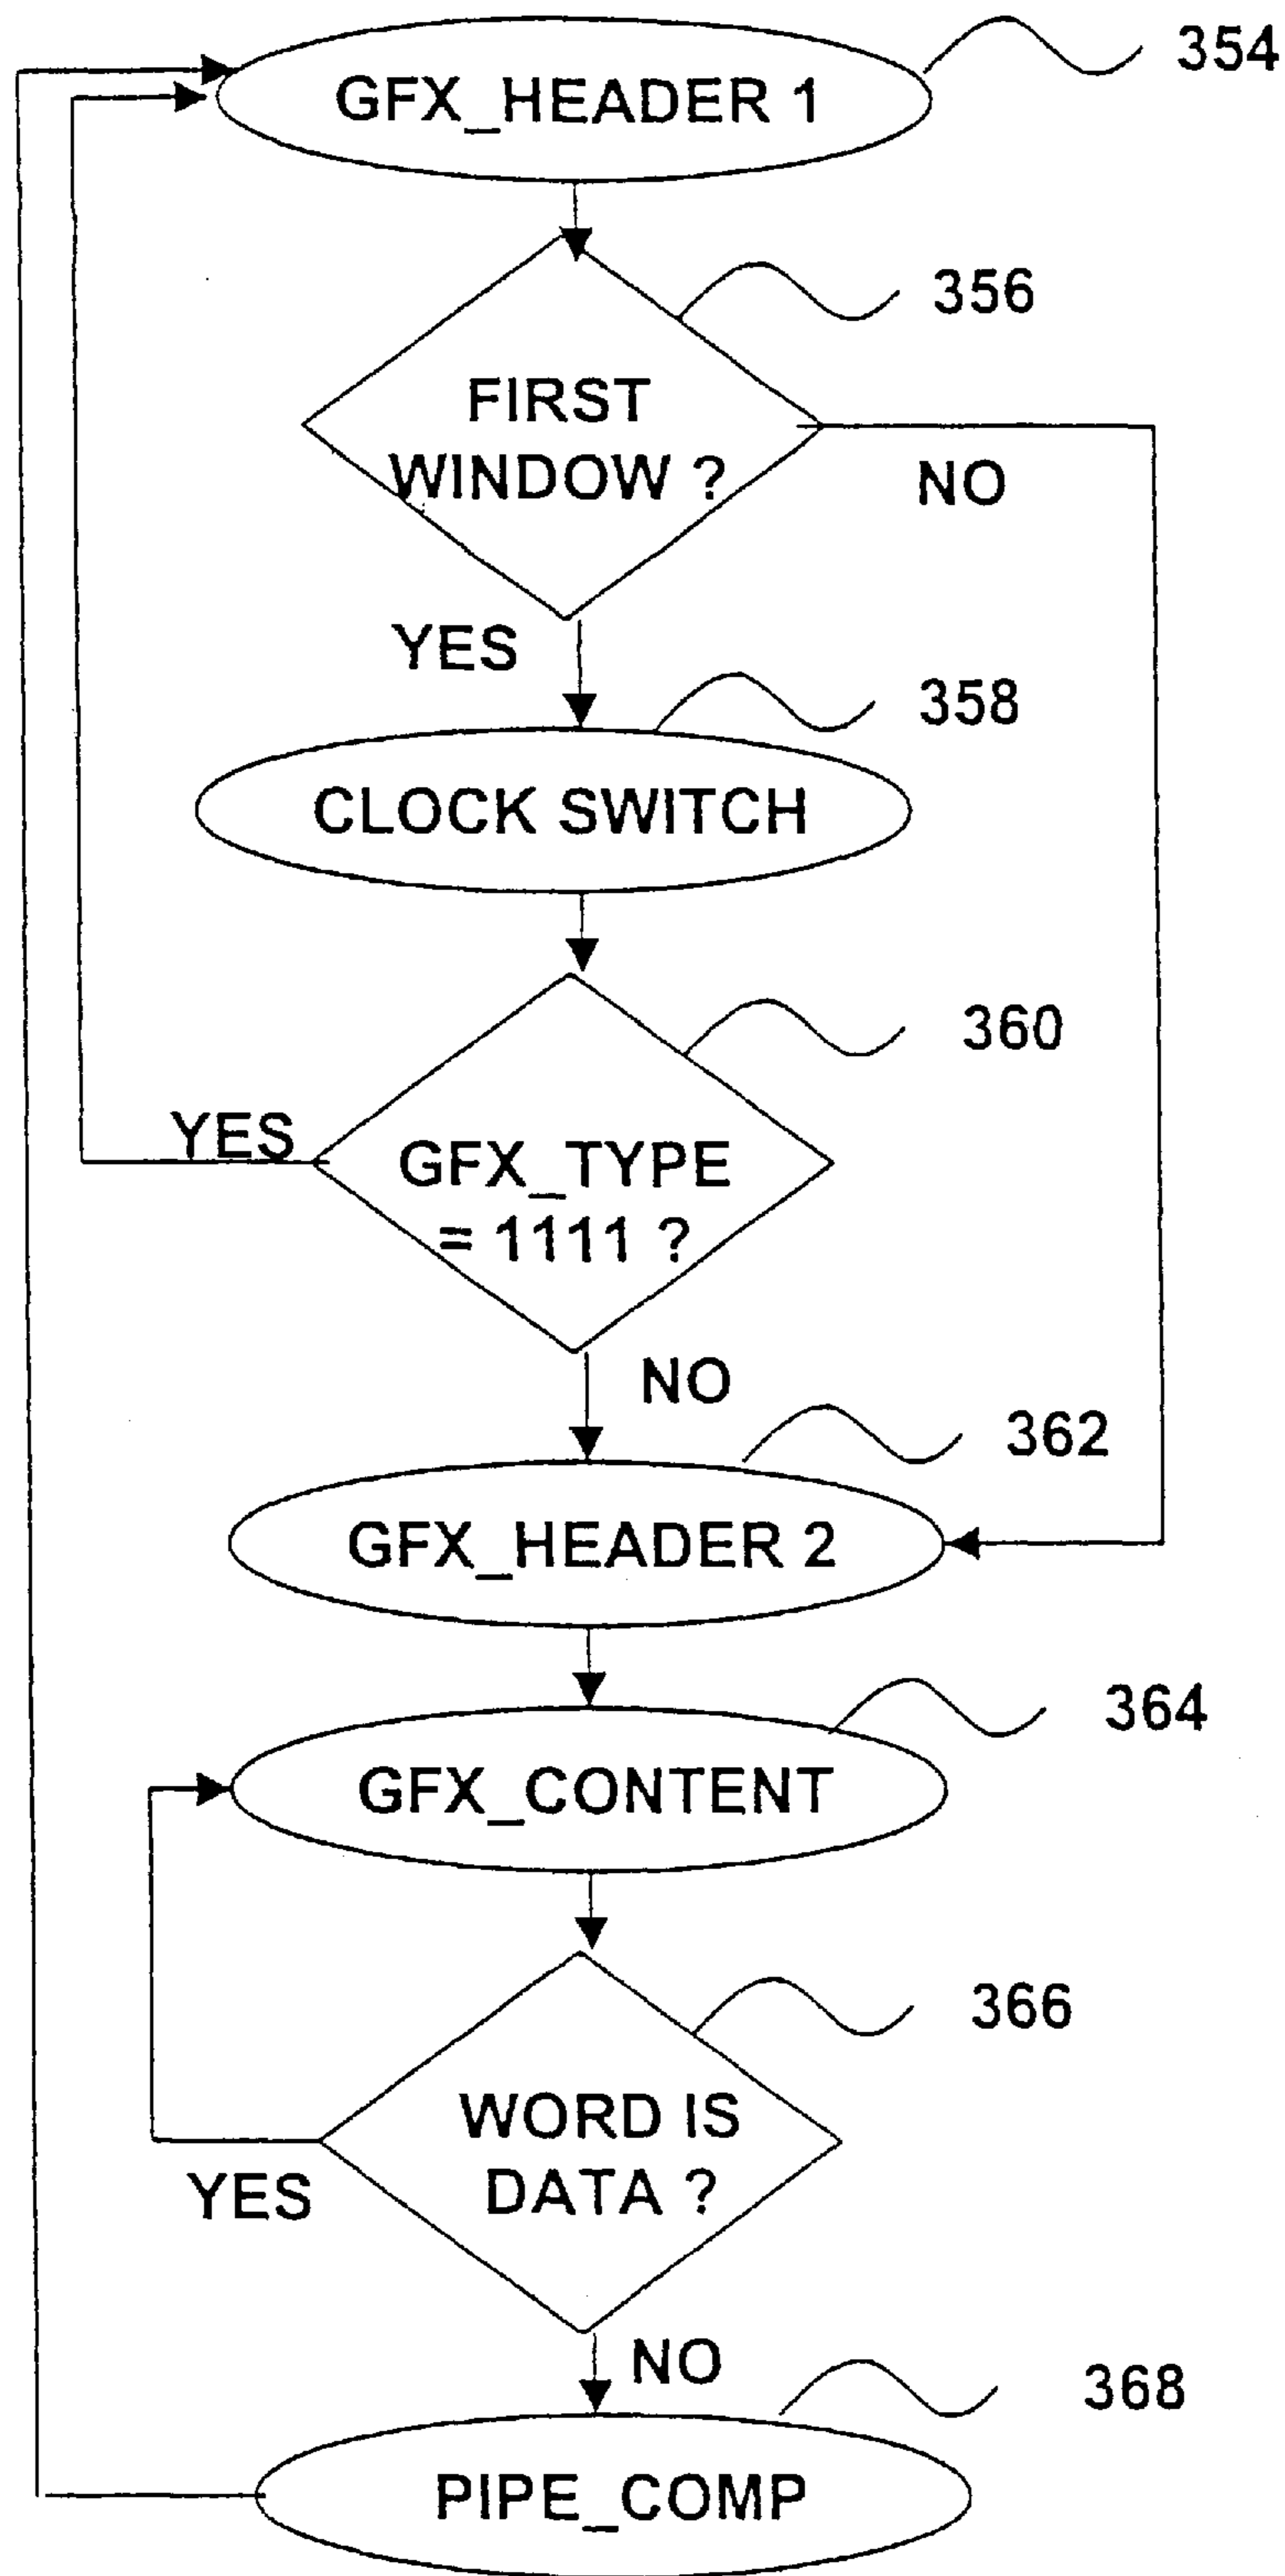 354
GFX_HEADER 1
356
FIRST
WINDOW ?
NO
YES
358
CLOCK SWITCH
360
YES
GFX_TYPE
= 1111 ?
NO
362
GFX_HEADER 2
364
GFX_CONTENT
366
WORD IS
DATA ?
YES
NO
368
PIPE_COMP